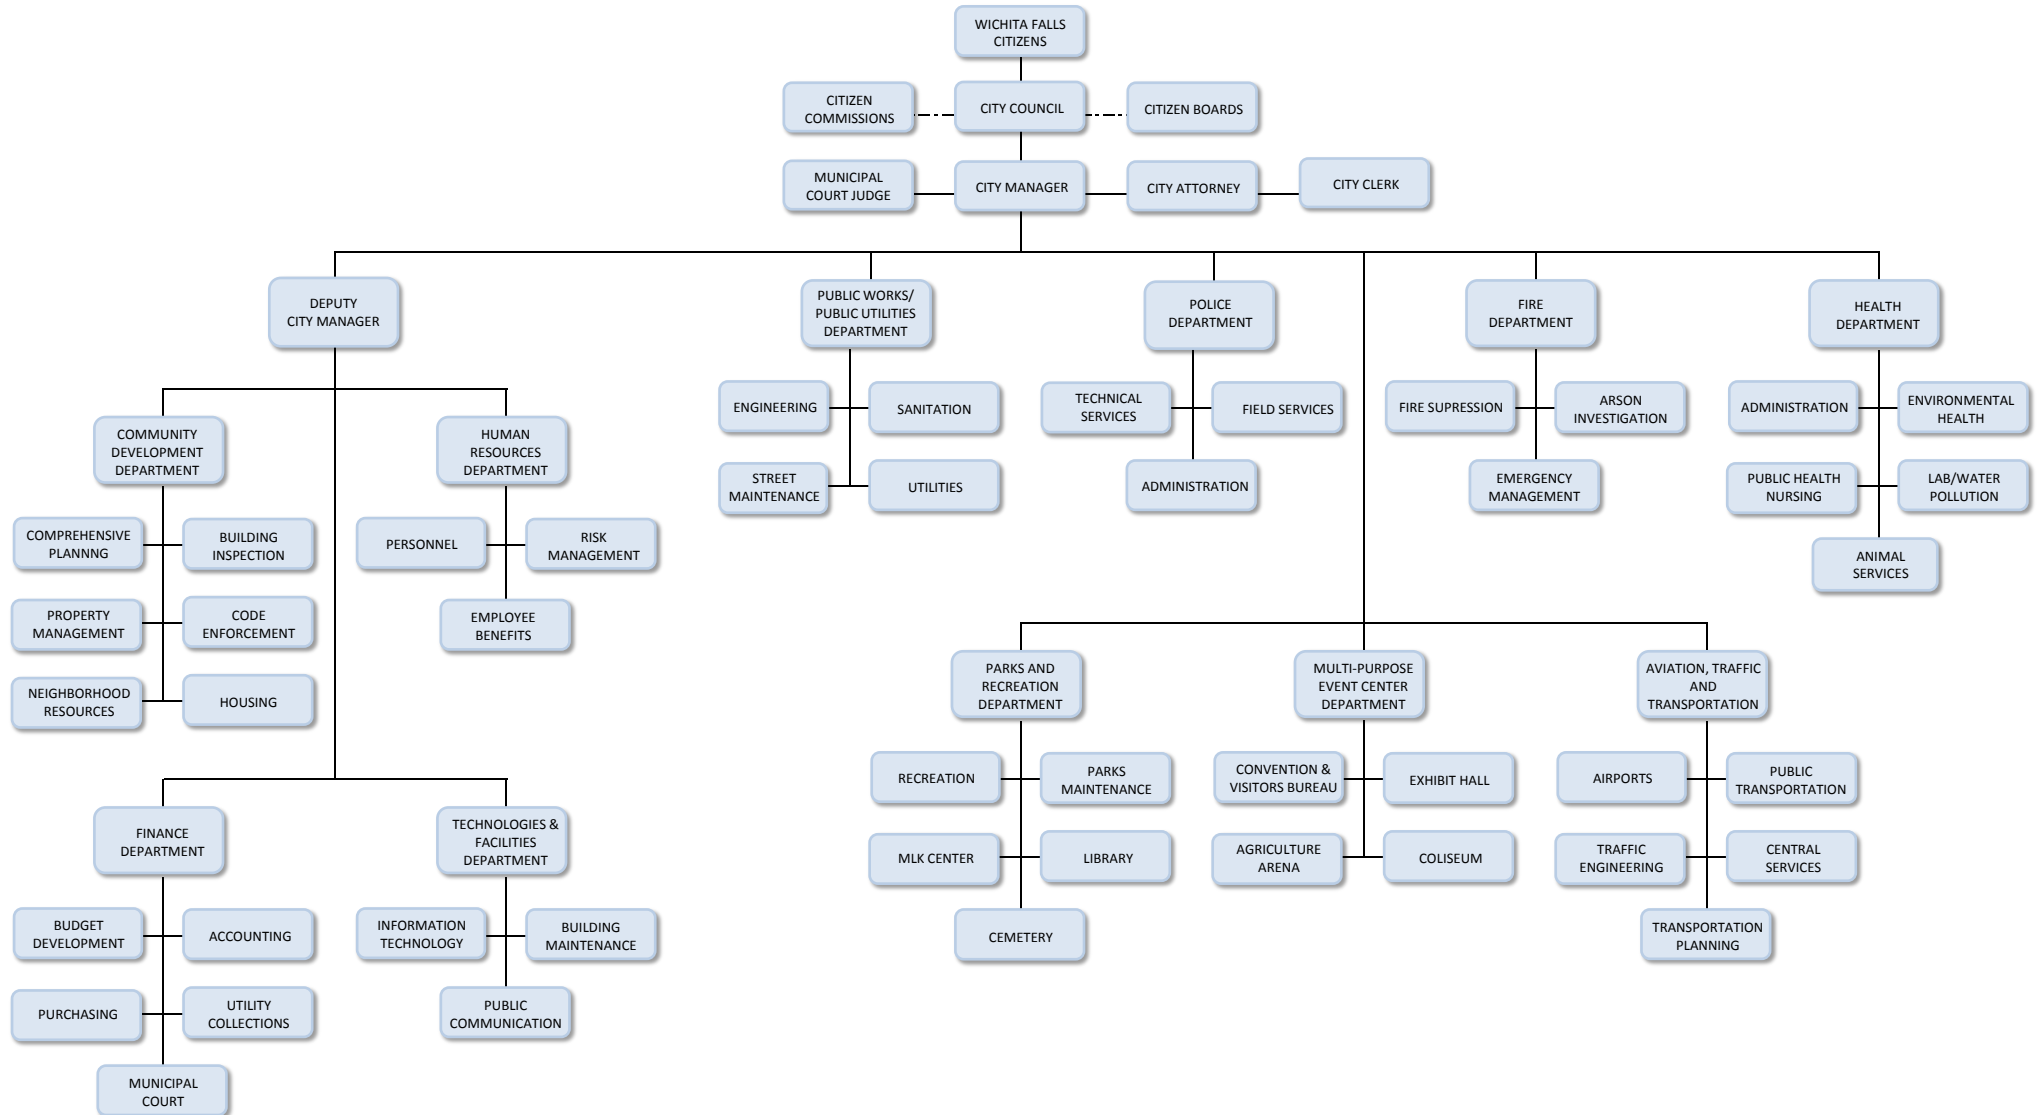 WICHITA FALLS
CITIZENS
CITIZEN
COMMISSIONS
CITY COUNCIL
CITIZEN BOARDS
MUNICIPAL
COURT JUDGE
CITY MANAGER
CITY ATTORNEY
CITY CLERK
DEPUTY
CITY MANAGER
PUBLIC WORKS/
PUBLIC UTILITIES
DEPARTMENT
POLICE
DEPARTMENT
FIRE
DEPARTMENT
HEALTH
DEPARTMENT
ENGINEERING
SANITATION
STREET
MAINTENANCE
UTILITIES
TECHNICAL
SERVICES
FIELD SERVICES
ADMINISTRATION
FIRE SUPRESSION
ARSON
INVESTIGATION
EMERGENCY
MANAGEMENT
ADMINISTRATION
ENVIRONMENTAL
HEALTH
PUBLIC HEALTH
NURSING
LAB/WATER
POLLUTION
ANIMAL
SERVICES
COMMUNITY
DEVELOPMENT
DEPARTMENT
HUMAN
RESOURCES
DEPARTMENT
COMPREHENSIVE
PLANNNG
BUILDING
INSPECTION
PROPERTY
MANAGEMENT
CODE
ENFORCEMENT
NEIGHBORHOOD
RESOURCES
HOUSING
PERSONNEL
RISK
MANAGEMENT
EMPLOYEE
BENEFITS
PARKS AND
RECREATION
DEPARTMENT
MULTI-PURPOSE
EVENT CENTER
DEPARTMENT
AVIATION, TRAFFIC
AND
TRANSPORTATION
RECREATION
PARKS
MAINTENANCE
MLK CENTER
LIBRARY
CEMETERY
CONVENTION &
VISITORS BUREAU
EXHIBIT HALL
AGRICULTURE
ARENA
COLISEUM
AIRPORTS
PUBLIC
TRANSPORTATION
TRAFFIC
ENGINEERING
CENTRAL
SERVICES
TRANSPORTATION
PLANNING
FINANCE
DEPARTMENT
TECHNOLOGIES &
FACILITIES
DEPARTMENT
BUDGET
DEVELOPMENT
ACCOUNTING
PURCHASING
UTILITY
COLLECTIONS
MUNICIPAL
COURT
INFORMATION
TECHNOLOGY
BUILDING
MAINTENANCE
PUBLIC
COMMUNICATION